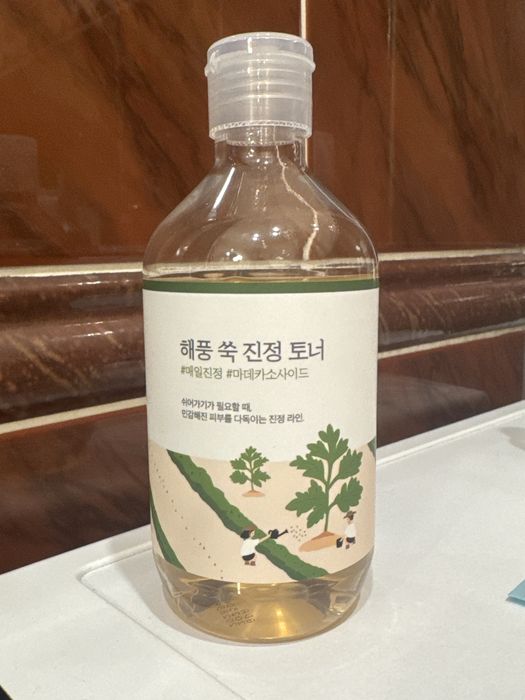 해풍 쑥 진정 토너
#매일진정 #마데카소사이드
쉬어가기가 필요할 때,
민감해진 피부를 다독이는 진정 라인.